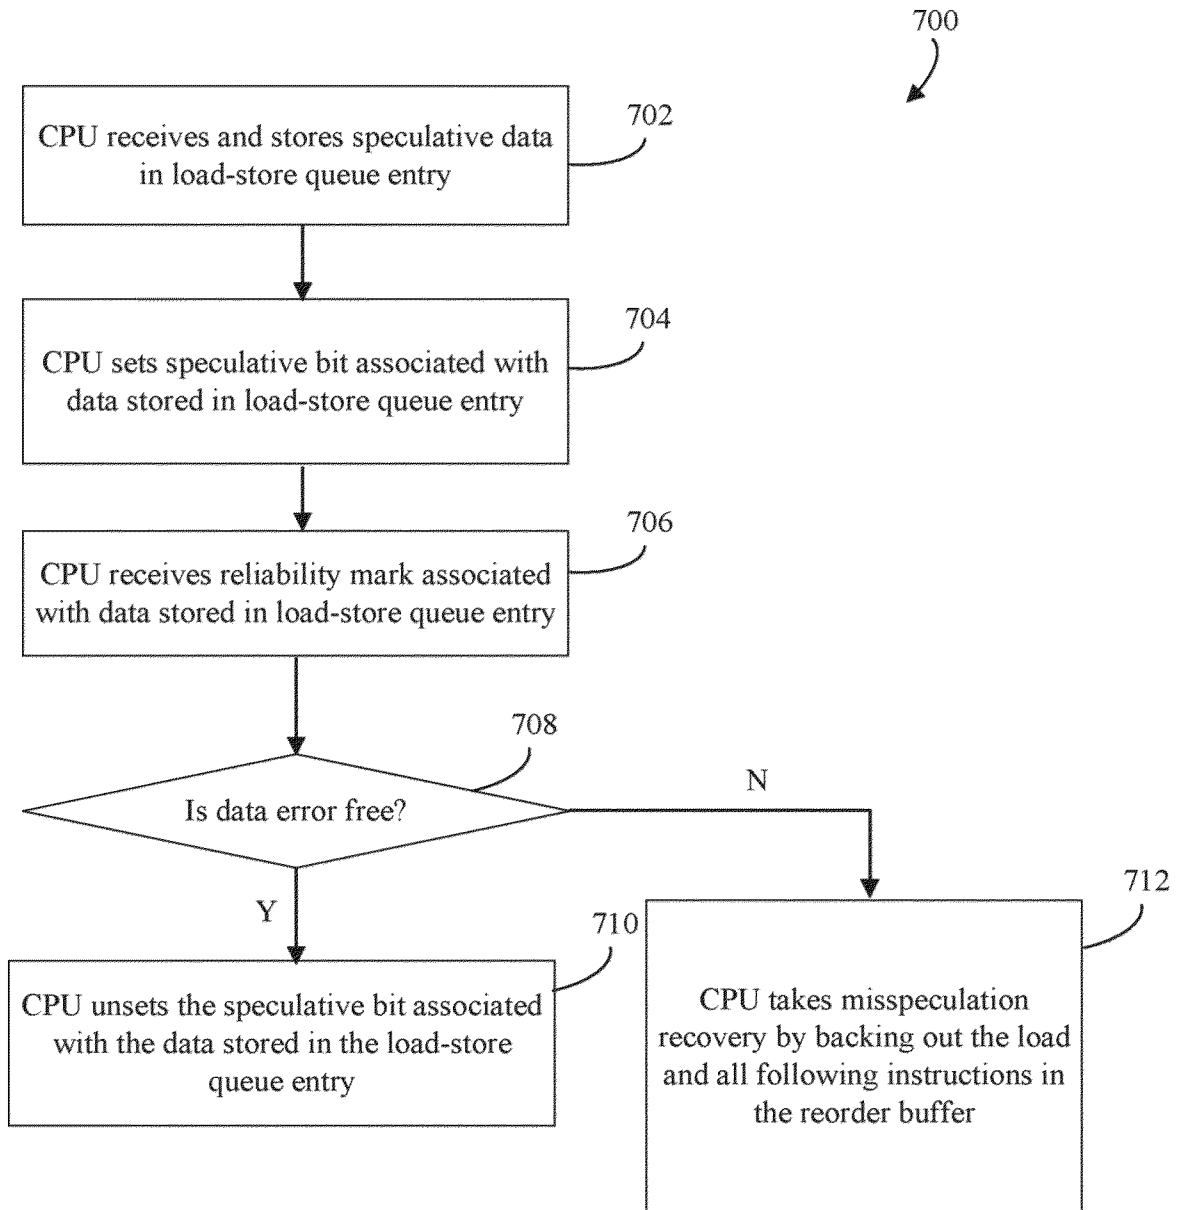 700
702
CPU receives and stores speculative data
in load-store queue entry
704
CPU sets speculative bit associated with
data stored in load-store queue entry
706
CPU receives reliability mark associated
with data stored in load-store queue entry
708
Is data error free?
N
Y
710
CPU unsets the speculative bit associated
with the data stored in the load-store
queue entry
712
CPU takes misspeculation
recovery by backing out the load
and all following instructions in
the reorder buffer